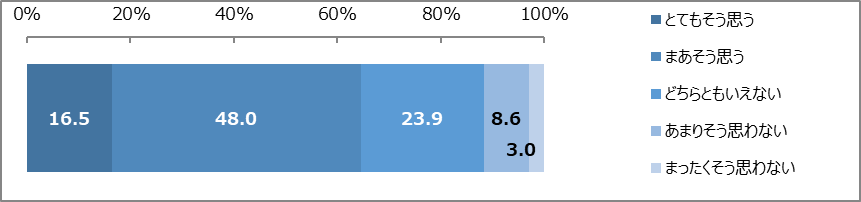 0% 20% 40% 60% 80% 100%
16.5 48.0 23.9 8.6
3.0
とてもそう思う
まあそう思う
どちらともいえない
あまりそう思わない
まったくそう思わない